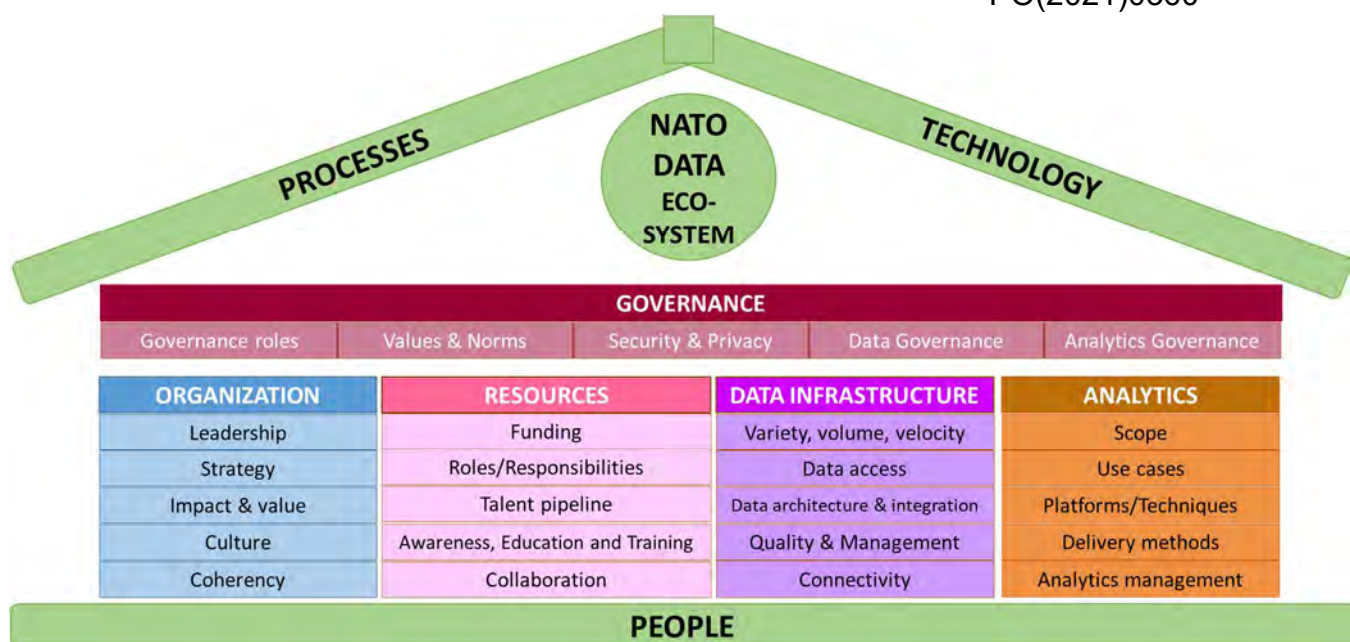 PROCESSES
TECHNOLOGY
NATO
DATA
ECO-
SYSTEM
GOVERNANCE
Governance roles
Values & Norms
Security & Privacy
Data Governance
Analytics Governance
ORGANIZATION
Leadership
Strategy
Impact & value
Culture
Coherency
RESOURCES
Funding
Roles/Responsibilities
Talent pipeline
Awareness, Education and Training
Collaboration
DATA INFRASTRUCTURE
Variety, volume, velocity
Data access
Data architecture & integration
Quality & Management
Connectivity
ANALYTICS
Scope
Use cases
Platforms/Techniques
Delivery methods
Analytics management
PEOPLE